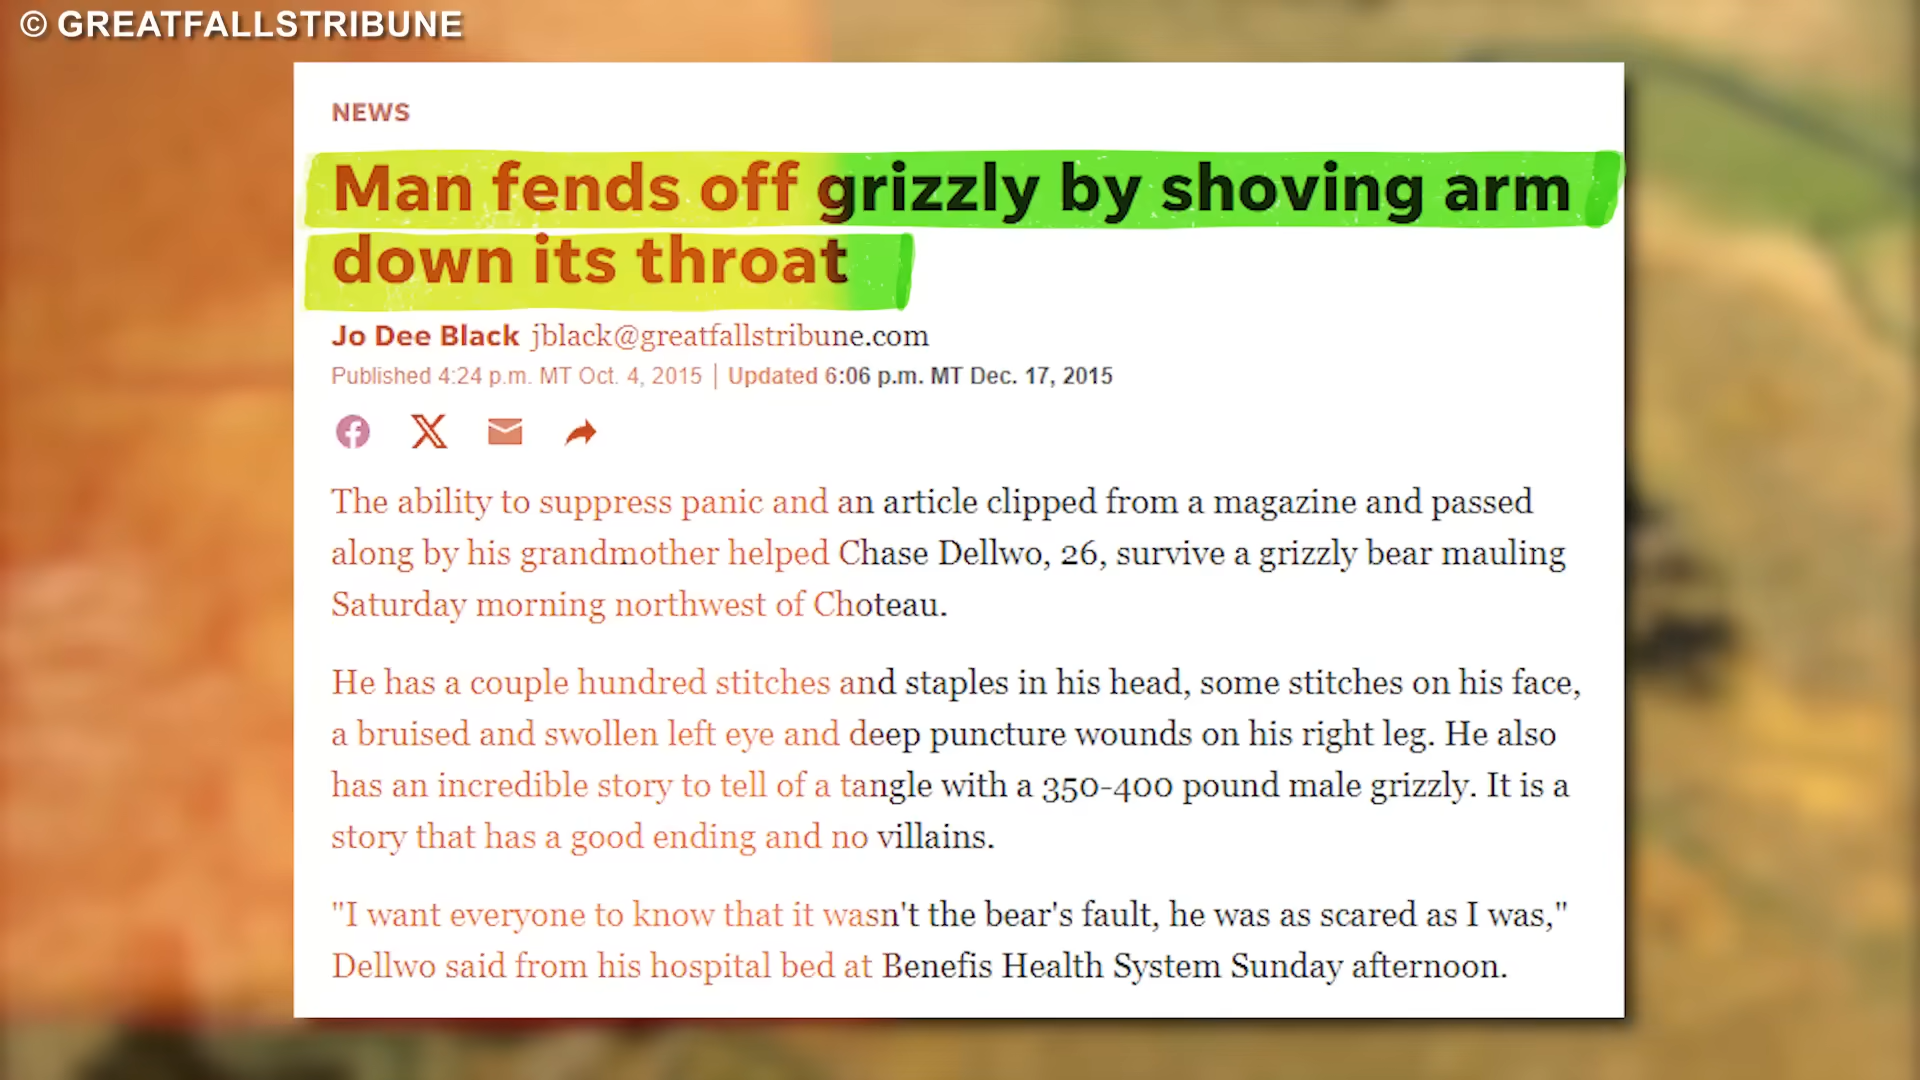 © GREATFALLSTRIBUNE
NEWS
Man fends off grizzly by shoving arm
down its throat
Jo Dee Black jblack@greatfallstribune.com
Published 4:24 p.m. MT Oct. 4, 2015 | Updated 6:06 p.m. MT Dec. 17, 2015
The ability to suppress panic and an article clipped from a magazine and passed
along by his grandmother helped Chase Dellwo, 26, survive a grizzly bear mauling
Saturday morning northwest of Choteau.
He has a couple hundred stitches and staples in his head, some stitches on his face,
a bruised and swollen left eye and deep puncture wounds on his right leg. He also
has an incredible story to tell of a tangle with a 350-400 pound male grizzly. It is a
story that has a good ending and no villains.
"I want everyone to know that it wasn't the bear's fault, he was as scared as I was,"
Dellwo said from his hospital bed at Benefis Health System Sunday afternoon.